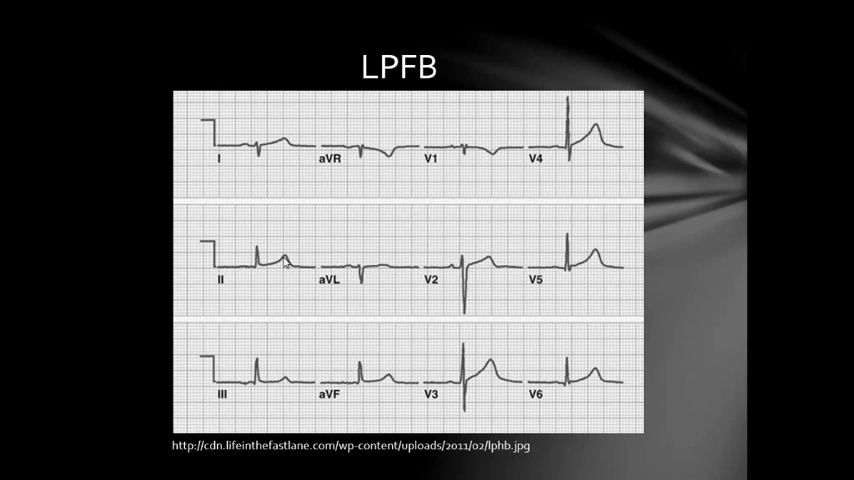 LPFB
I aVR V1 V4
II aVL V2 V5
III aVF V3 V6
http://cdn.lifeinthefastlane.com/wp-content/uploads/2011/02/lphb.jpg